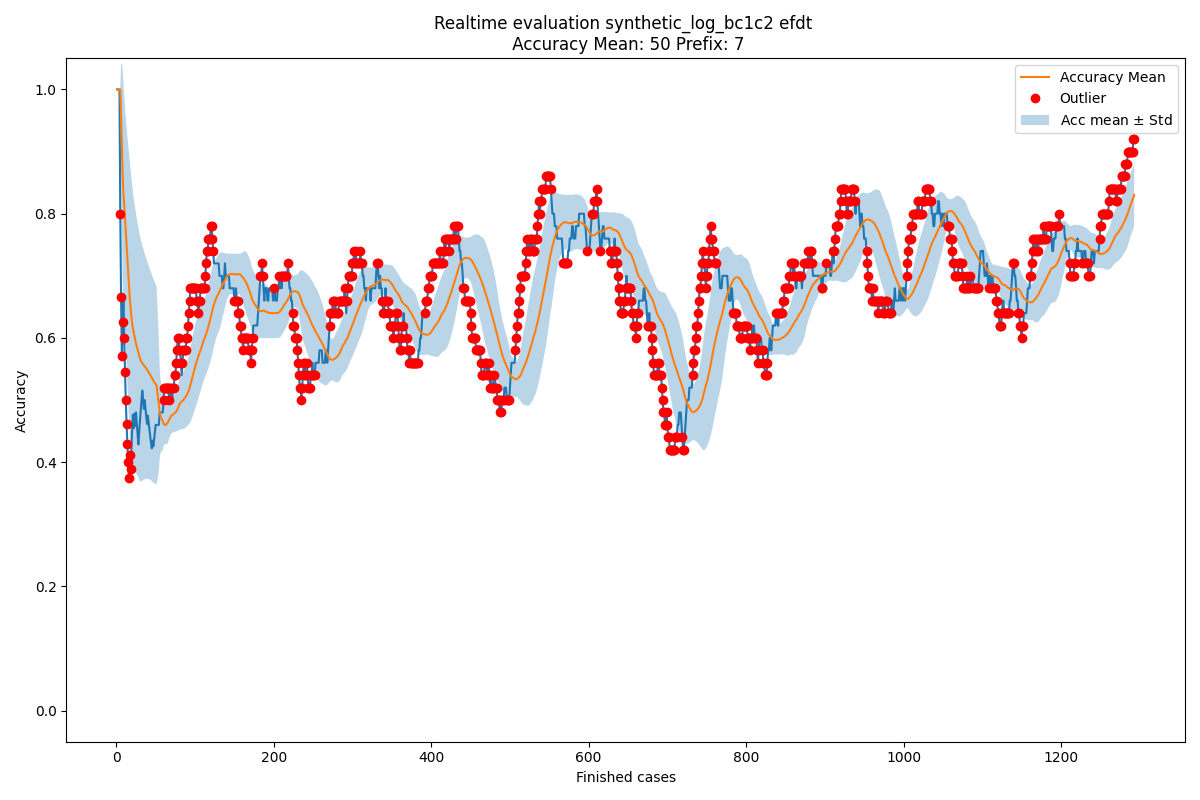 Realtime evaluation synthetic_log_bc1c2 efdt
Accuracy Mean: 50 Prefix: 7
Accuracy Mean
Outlier
Acc mean ± Std
1.0
0.8
0.6
0.4
0.2
0.0
Accuracy
0 200 400 600 800 1000 1200
Finished cases